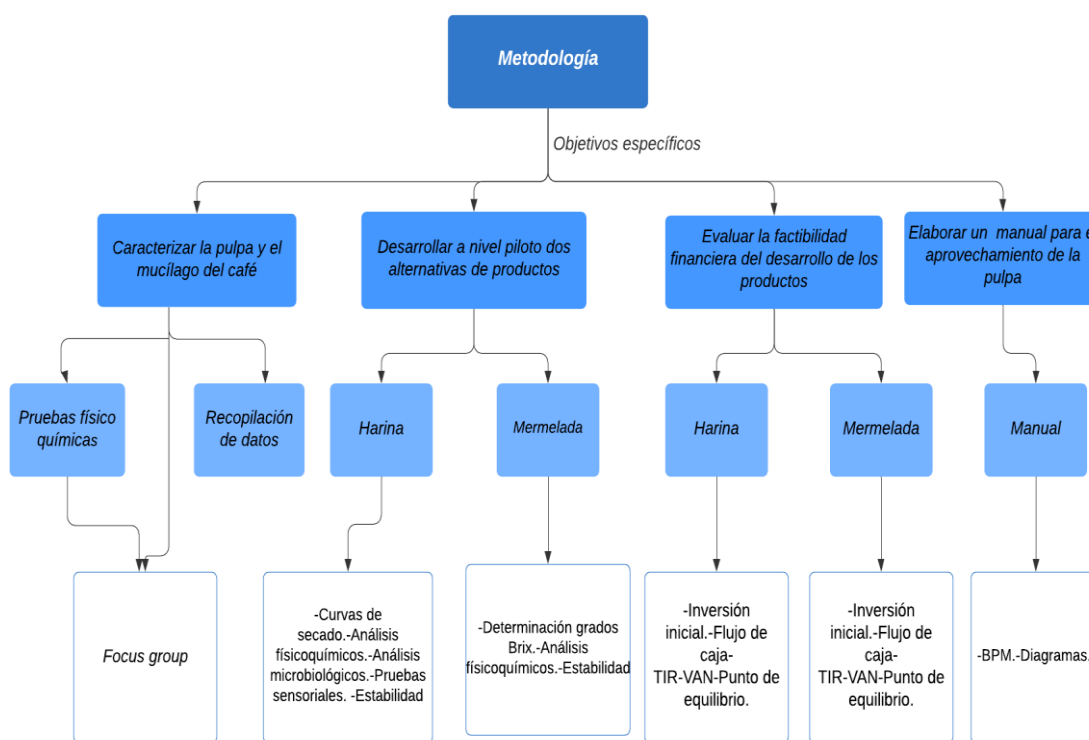 Metodología
Objetivos específicos
Caracterizar la pulpa y el
mucílago del café
Desarrollar a nivel piloto dos
alternativas de productos
Evaluar la factibilidad
financiera del desarrollo de los
productos
Elaborar un manual para e
aprovechamiento de la
pulpa
Pruebas físico
químicas
Recopilación
de datos
Harina
Mermelada
Harina
Mermelada
Manual
Focus group
-Curvas de
secado.-Análisis
físicoquímicos.-Análisis
microbiológicos.-Pruebas
sensoriales. -Estabilidad
-Determinación grados
Brix.-Análisis
físicoquímicos.-Estabilidad
-Inversión
inicial.-Flujo de
caja-
TIR-VAN-Punto de
equilibrio.
-Inversión
inicial.-Flujo de
caja-
TIR-VAN-Punto de
equilibrio.
-BPM.-Diagramas.